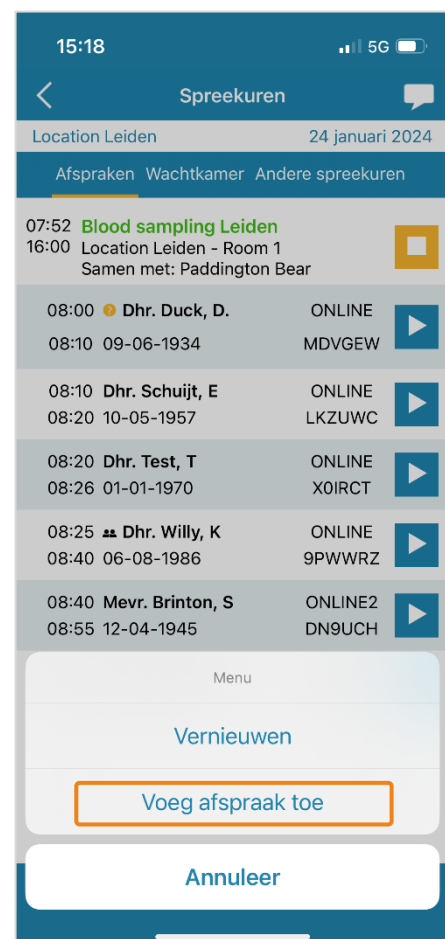 15:18 5G
Spreekuren
Location Leiden 24 januari 2024
Afspraken Wachtkamer Andere spreekuren
07:52 Blood sampling Leiden
16:00 Location Leiden - Room 1
Samen met: Paddington Bear
08:00 ? Dhr. Duck, D. ONLINE
08:10 09-06-1934 MDVGEW
08:10 Dhr. Schuijt, E ONLINE
08:20 10-05-1957 LKZUWC
08:20 Dhr. Test, T ONLINE
08:26 01-01-1970 X0IRCT
08:25 Dhr. Willy, K ONLINE
08:40 06-08-1986 9PWWRZ
08:40 Mevr. Brinton, S ONLINE2
08:55 12-04-1945 DN9UCH
Menu
Vernieuwen
Voeg afspraak toe
Annuleer